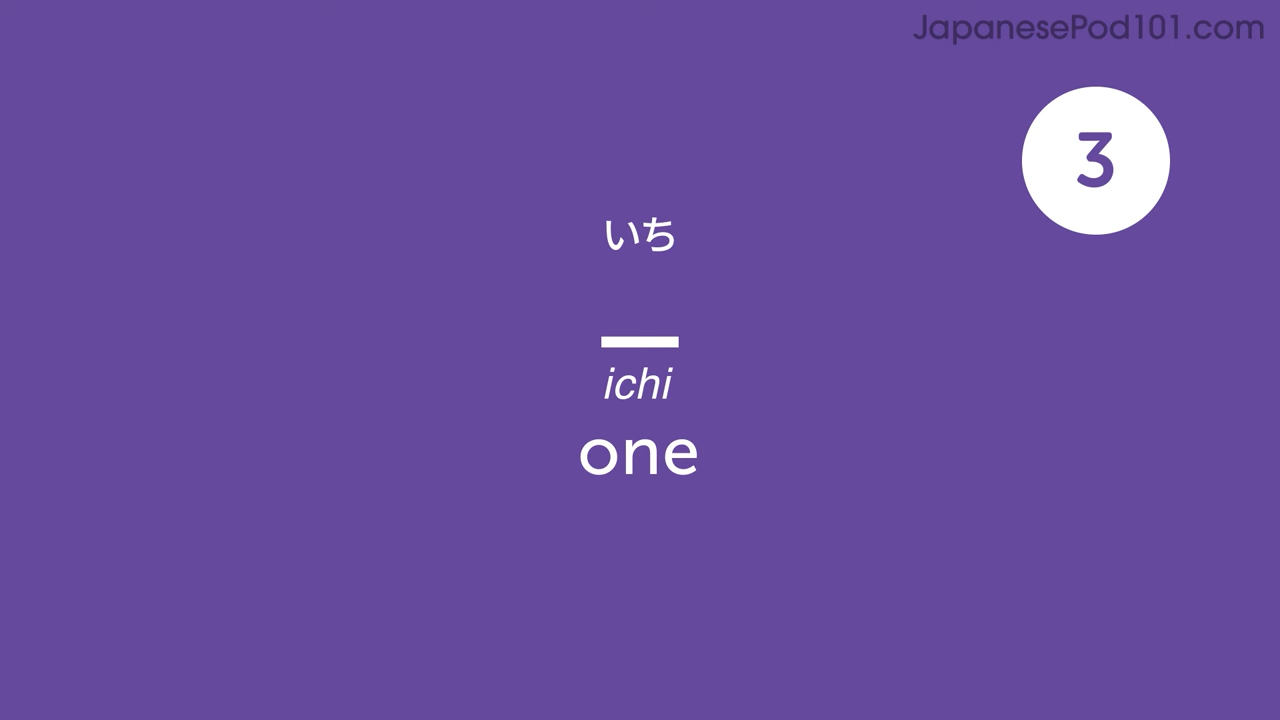 JapanesePod101.com
3
いち
一
ichi
one